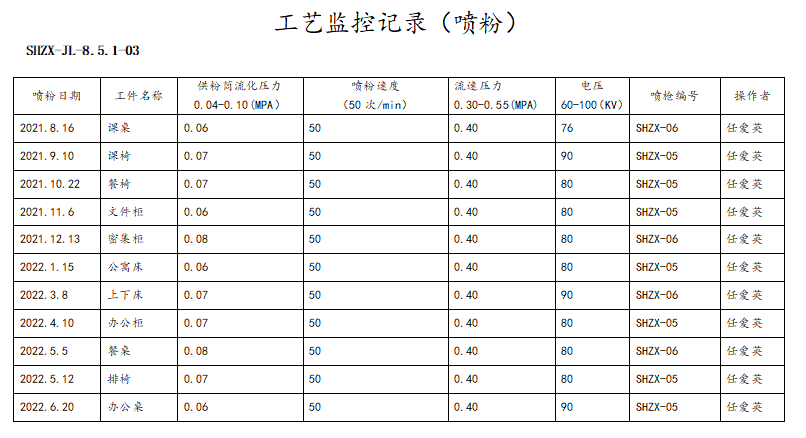 工艺监控记录（喷粉）
SHZX-JL-8.5.1-03
喷粉日期 工件名称 供粉筒流化压力 0.04-0.10(MPA) 喷粉速度 （50 次/min） 流速压力 0.30-0.55(MPA) 电压 60-100(KV) 喷枪编号 操作者
2021.8.16 课桌 0.06 50 0.40 76 SHZX-06 任爱英
2021.9.10 课椅 0.07 50 0.40 90 SHZX-05 任爱英
2021.10.22 餐椅 0.07 50 0.40 80 SHZX-05 任爱英
2021.11.6 文件柜 0.06 50 0.40 80 SHZX-05 任爱英
2021.12.13 密集柜 0.08 50 0.40 80 SHZX-06 任爱英
2022.1.15 公寓床 0.06 50 0.40 80 SHZX-05 任爱英
2022.3.8 上下床 0.07 50 0.40 90 SHZX-06 任爱英
2022.4.10 办公柜 0.07 50 0.40 80 SHZX-05 任爱英
2022.5.5 餐桌 0.08 50 0.40 80 SHZX-06 任爱英
2022.5.12 排椅 0.07 50 0.40 80 SHZX-05 任爱英
2022.6.20 办公桌 0.06 50 0.40 90 SHZX-05 任爱英